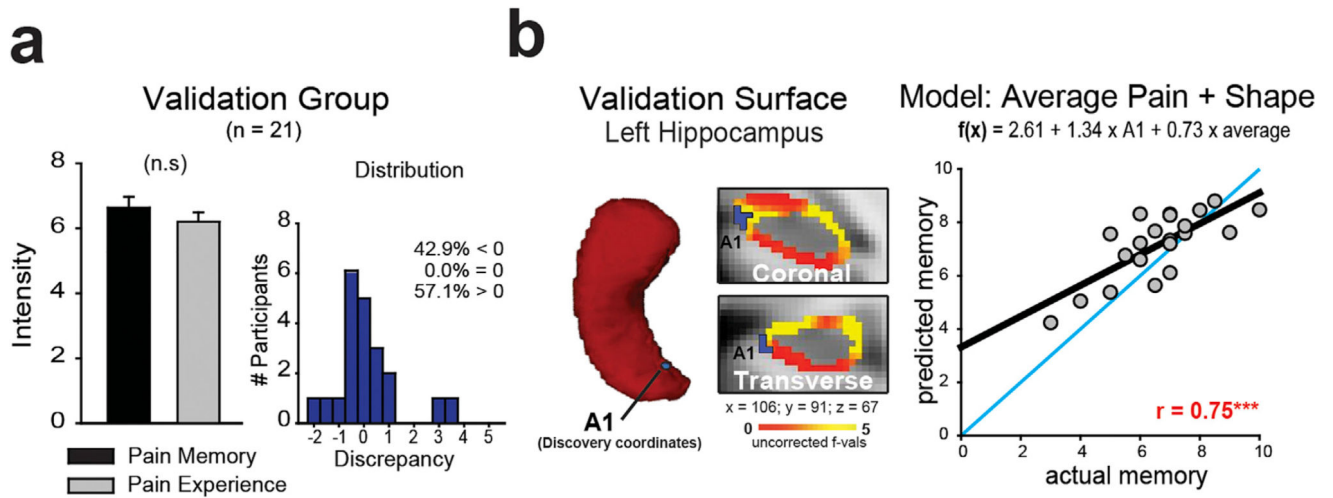 a
Validation Group
(n = 21)
(n.s)
Intensity
8
6
4
2
0
Pain Memory
Pain Experience
Distribution
42.9% < 0
0.0% = 0
57.1% > 0
# Participants
8
6
4
2
0
-2 -1 0 1 2 3 4 5
Discrepancy
b
Validation Surface
Left Hippocampus
A1
(Discovery coordinates)
A1
Coronal
A1
Transverse
x = 106; y = 91; z = 67
0 5
uncorrected f-vals
Model: Average Pain + Shape
f(x) = 2.61 + 1.34 x A1 + 0.73 x average
predicted memory
10
8
6
4
2
0
0 2 4 6 8 10
actual memory
r = 0.75***